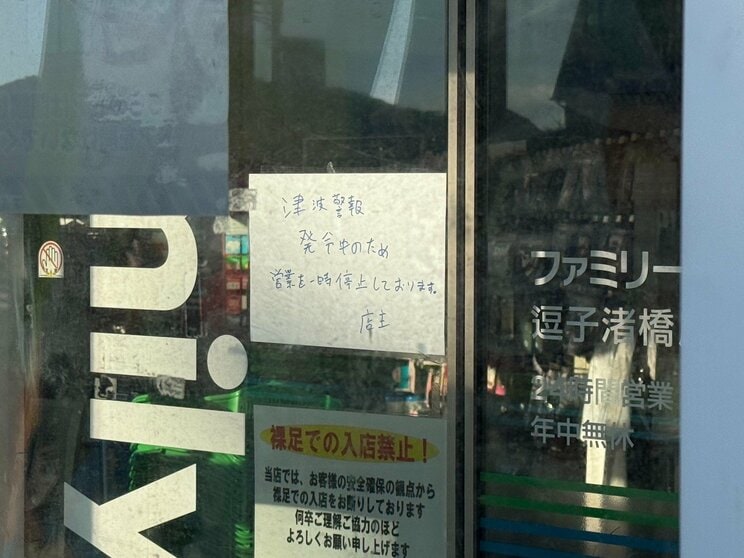 津波警報
発令中のため
営業を一時停止しております。
店主
裸足での入店禁止！
当店では、お客様の安全確保の観点から
裸足での入店をお断りしております
何卒ご理解ご協力のほど
よろしくお願い申し上げます
ファミリー
逗子渚橋
24時間営業
年中無休
ily